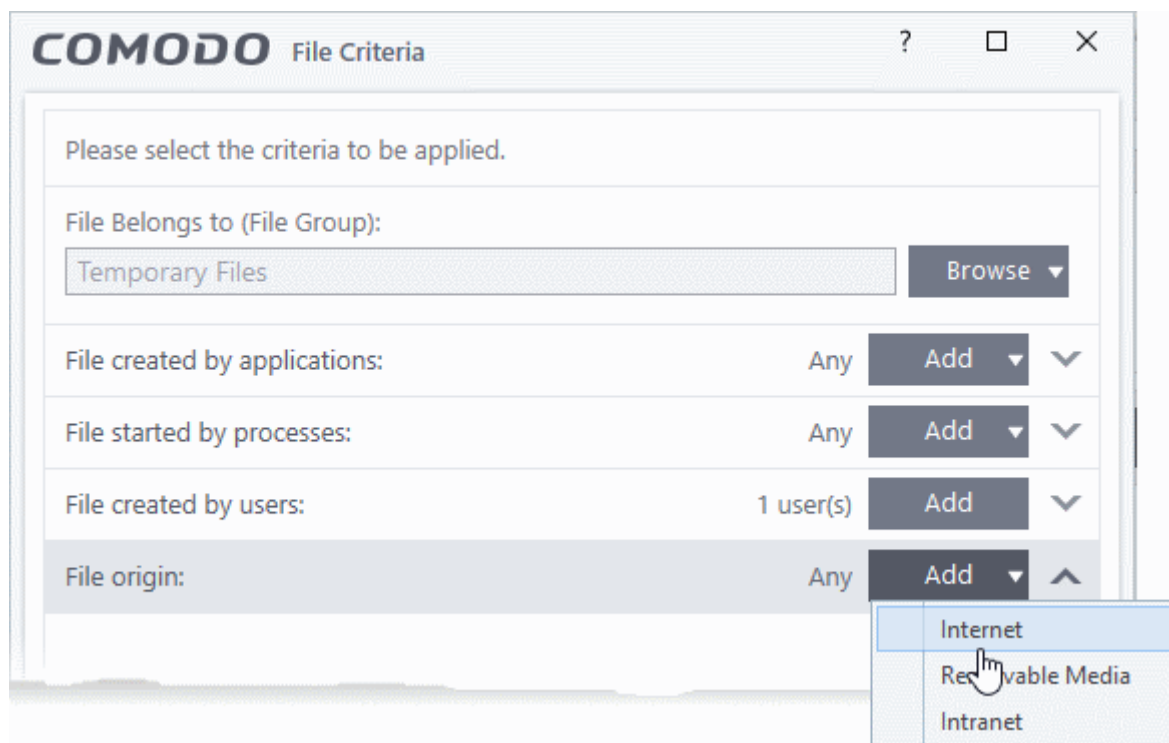 COMODO File Criteria ?
Please select the criteria to be applied.
File Belongs to (File Group):
Temporary Files Browse
File created by applications: Any Add
File started by processes: Any Add
File created by users: 1 user(s) Add
File origin: Any Add
Internet
Removable Media
Intranet